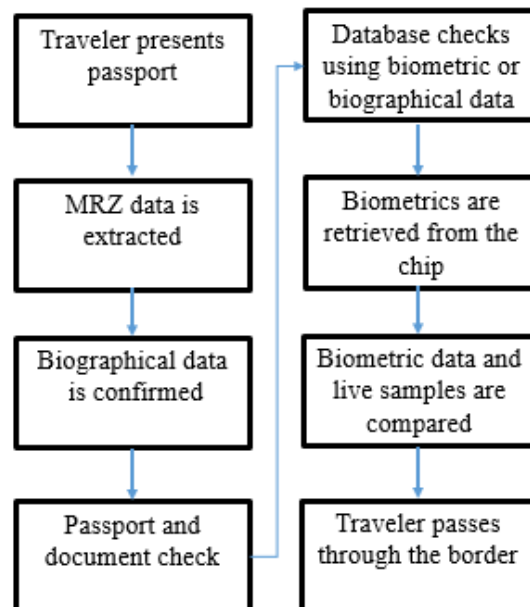 Traveler presents
passport
MRZ data is
extracted
Biographical data
is confirmed
Passport and
document check
Database checks
using biometric or
biographical data
Biometrics are
retrieved from the
chip
Biometric data and
live samples are
compared
Traveler passes
through the border